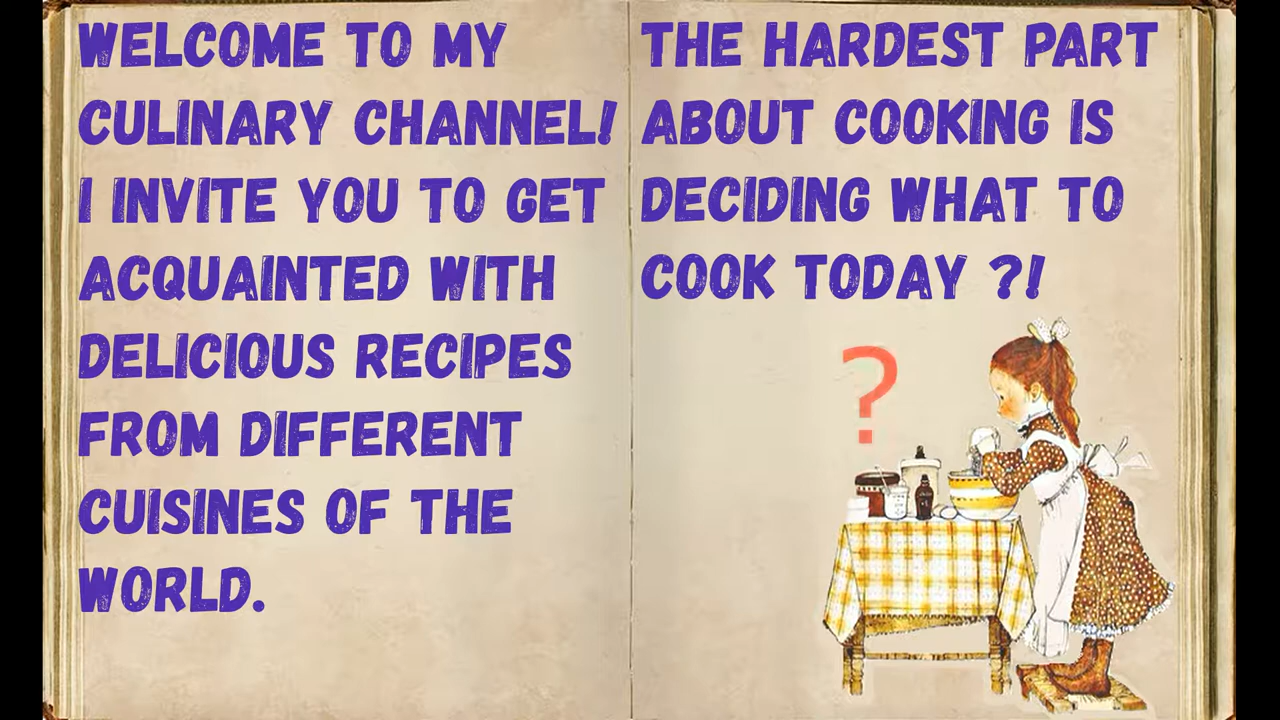 WELCOME TO MY
CULINARY CHANNEL!
I INVITE YOU TO GET
ACQUAINTED WITH
DELICIOUS RECIPES
FROM DIFFERENT
CUISINES OF THE
WORLD.
THE HARDEST PART
ABOUT COOKING IS
DECIDING WHAT TO
COOK TODAY ?!
?